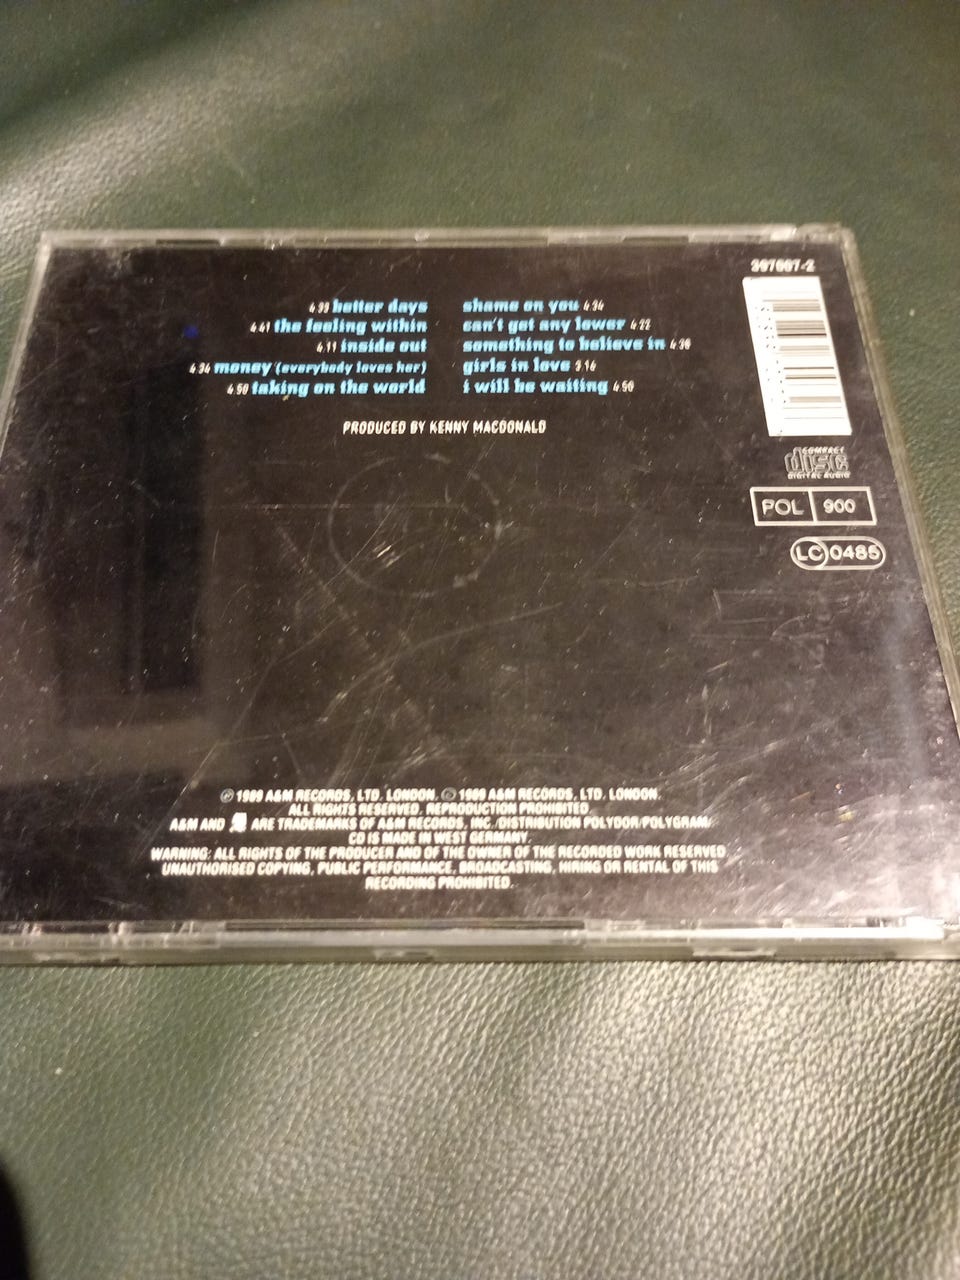 397007-2
4:39 better days
4:41 the feeling within
4:11 inside out
4:34 money (everybody loves her)
4:50 taking on the world
shame on you 4:34
can't get any lower 4:22
something to believe in
girls in love 3:16
i will be waiting 4:50
PRODUCED BY KENNY MACDONALD
COMPACT
disc
DIGITAL AUDIO
POL 900
LC 0485
℗ 1989 A&M RECORDS, LTD. LONDON. © 1989 A&M RECORDS, LTD. LONDON.
ALL RIGHTS RESERVED. REPRODUCTION PROHIBITED.
A&M AND ARE TRADEMARKS OF A&M RECORDS, INC. DISTRIBUTION POLYDOR/POLYGRAM.
CD IS MADE IN WEST GERMANY.
WARNING: ALL RIGHTS OF THE PRODUCER AND OF THE OWNER OF THE RECORDED WORK RESERVED
UNAUTHORISED COPYING, PUBLIC PERFORMANCE, BROADCASTING, HIRING OR RENTAL OF THIS
RECORDING PROHIBITED.